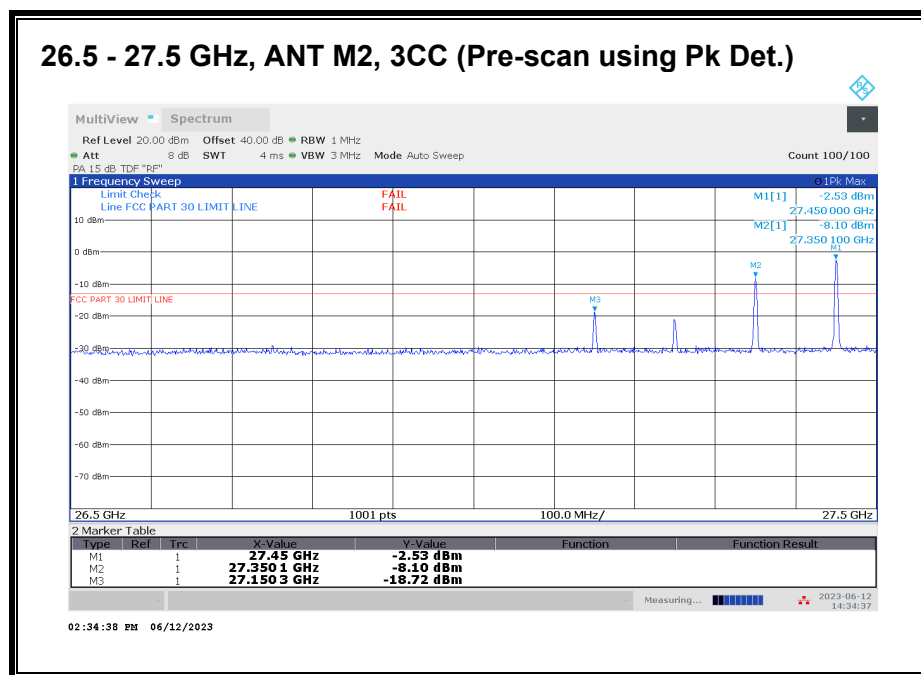 26.5 - 27.5 GHz, ANT M2, 3CC (Pre-scan using Pk Det.)
R&S
MultiView Spectrum
Ref Level 20.00 dBm Offset 40.00 dB RBW 1 MHz
Att 8 dB SWT 4 ms VBW 3 MHz Mode Auto Sweep Count 100/100
PA 15 dB TDF "RF"
1 Frequency Sweep 1Pk Max
Limit Check FAIL M1[1] -2.53 dBm
Line FCC PART 30 LIMIT LINE FAIL 27.450 000 GHz
10 dBm M2[1] -8.10 dBm
27.350 100 GHz
M1
0 dBm
M2
-10 dBm
FCC PART 30 LIMIT LINE M3
-20 dBm
-30 dBm
-40 dBm
-50 dBm
-60 dBm
-70 dBm
26.5 GHz 1001 pts 100.0 MHz/ 27.5 GHz
2 Marker Table
Type Ref Trc X-Value Y-Value Function Function Result
M1 1 27.45 GHz -2.53 dBm
M2 1 27.3501 GHz -8.10 dBm
M3 1 27.1503 GHz -18.72 dBm
Measuring... 2023-06-12
14:34:37
02:34:38 PM 06/12/2023